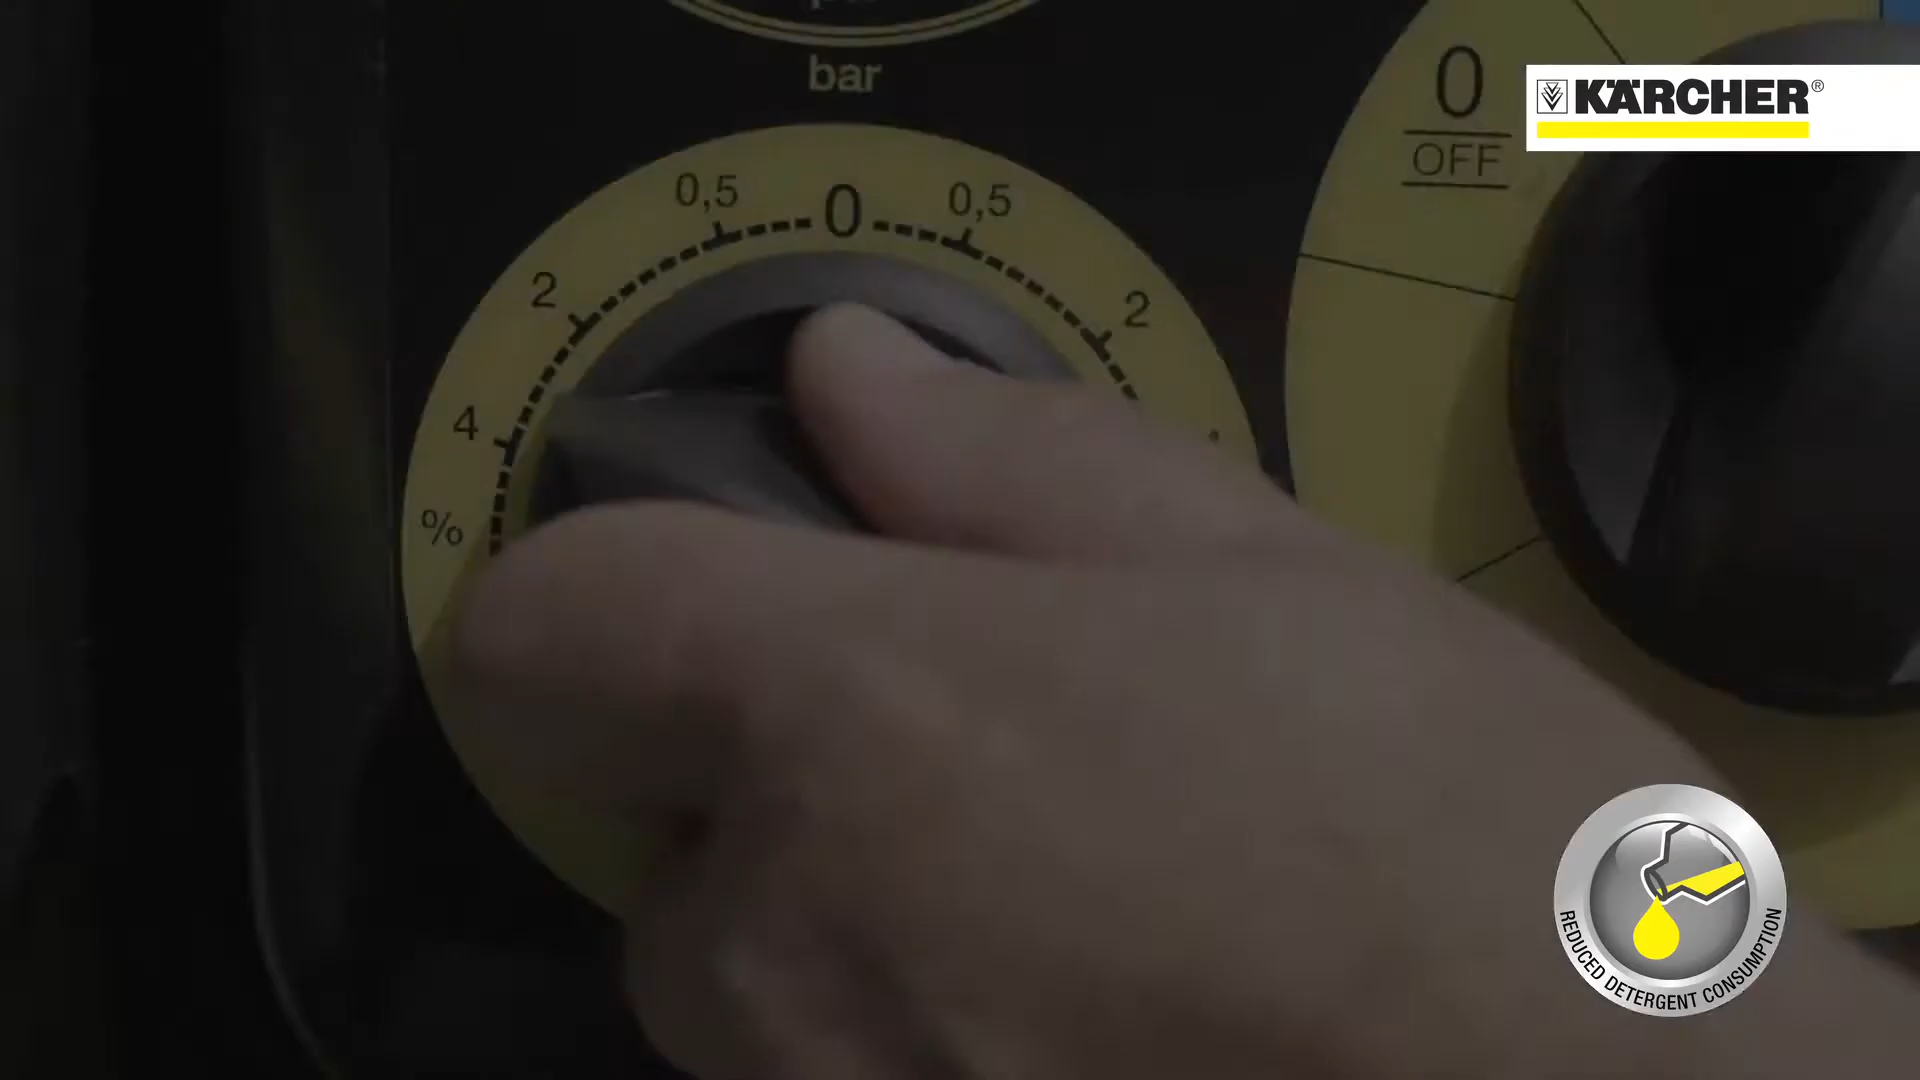 bar
0
OFF
KÄRCHER®
0,5 0 0,5
2 2
4
%
REDUCED DETERGENT CONSUMPTION